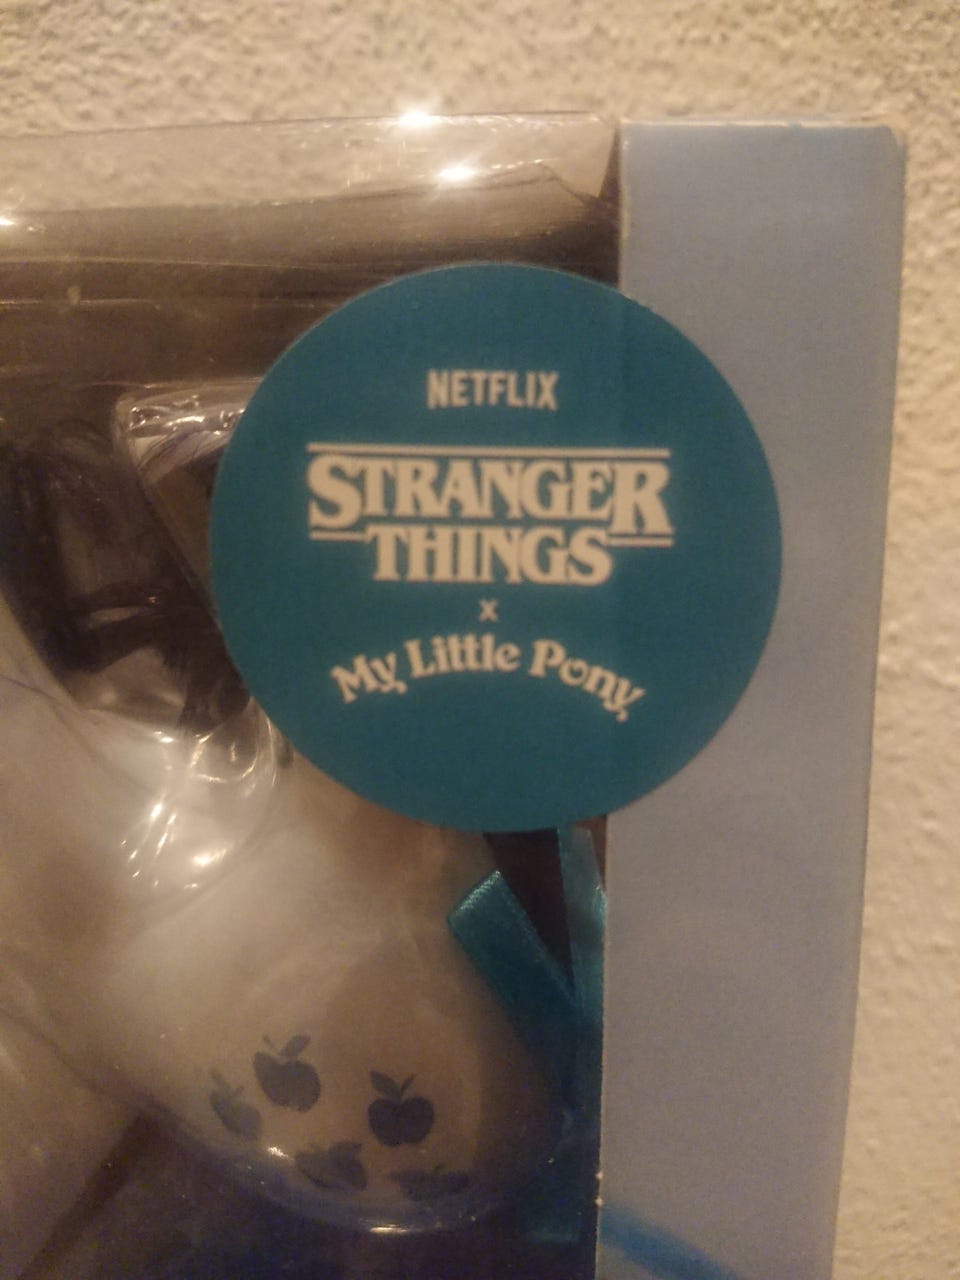 NETFLIX
STRANGER
THINGS
x
My Little Pony